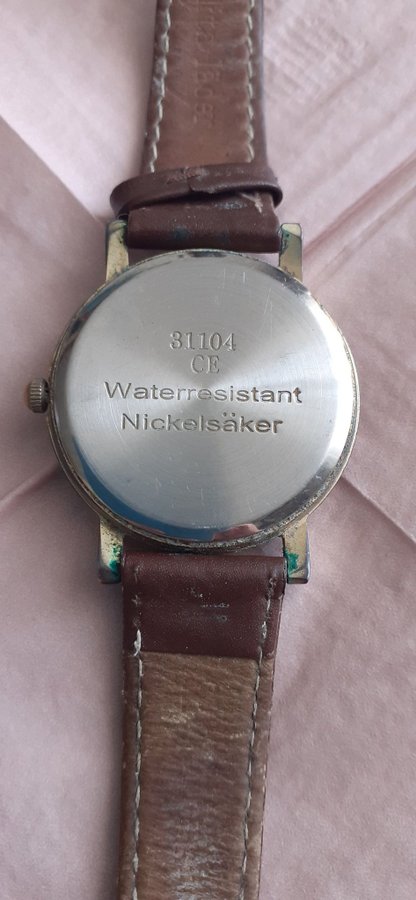 31104
CE
Waterresistant
Nickelsäker